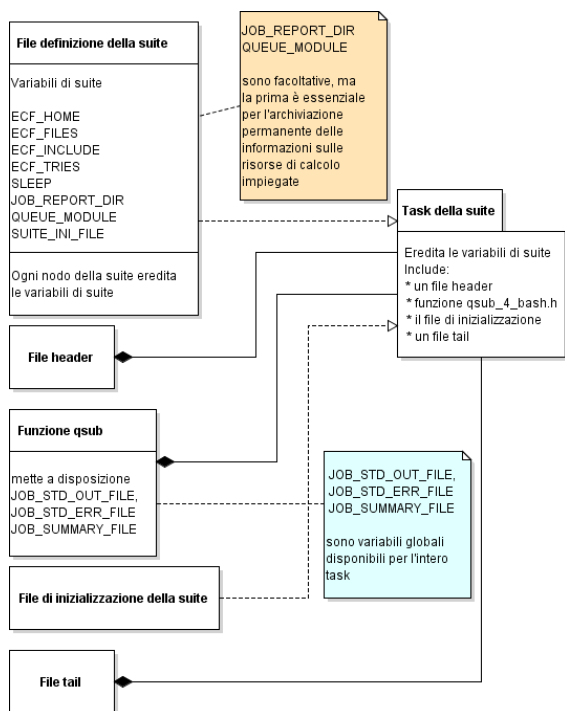 File definizione della suite
Variabili di suite
ECF_HOME
ECF_FILES
ECF_INCLUDE
ECF_TRIES
SLEEP
JOB_REPORT_DIR
QUEUE_MODULE
SUITE_INI_FILE
Ogni nodo della suite eredita
le variabili di suite
JOB_REPORT_DIR
QUEUE_MODULE
sono facoltative, ma
la prima è essenziale
per l'archiviazione
permanente delle
informazioni sulle
risorse di calcolo
impiegate
Task della suite
Eredita le variabili di suite
Include:
* un file header
* funzione qsub_4_bash.h
* il file di inizializzazione
* un file tail
File header
Funzione qsub
mette a disposizione
JOB_STD_OUT_FILE,
JOB_STD_ERR_FILE
JOB_SUMMARY_FILE
JOB_STD_OUT_FILE,
JOB_STD_ERR_FILE
JOB_SUMMARY_FILE
sono variabili globali
disponibili per l'intero
task
File di inizializzazione della suite
File tail